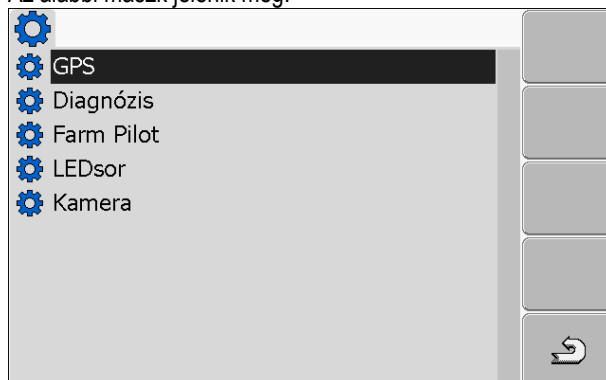 Az alábbi maszk jelenik meg:
GPS
Diagnózis
Farm Pilot
LEDsor
Kamera